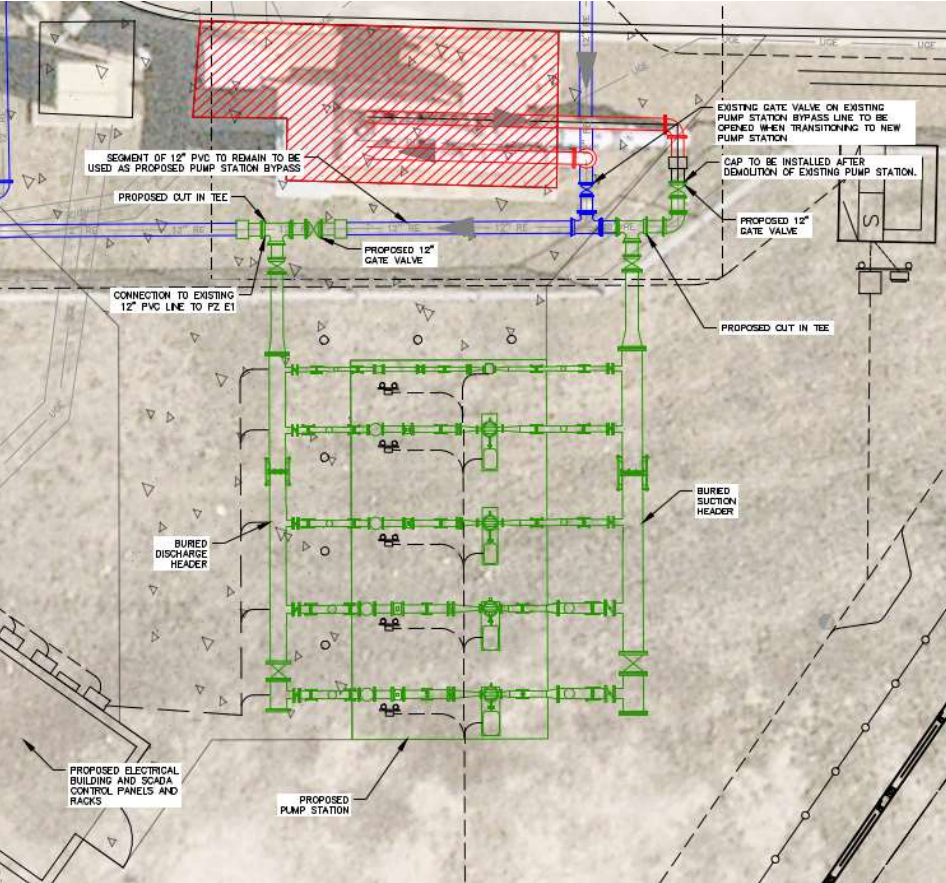 UGE
UGE
UGE
UGE
EXISTING GATE VALVE ON EXISTING
PUMP STATION BYPASS LINE TO BE
OPENED WHEN TRANSITIONING TO NEW
PUMP STATION
SEGMENT OF 12" PVC TO REMAIN TO BE
USED AS PROPOSED PUMP STATION BYPASS
CAP TO BE INSTALLED AFTER
DEMOLITION OF EXISTING PUMP STATION.
PROPOSED CUT IN TEE
PROPOSED 12"
GATE VALVE
S
12" RE
12" RE
12" RE
PROPOSED 12"
GATE VALVE
CONNECTION TO EXISTING
12" PVC LINE TO PZ E1
PROPOSED CUT IN TEE
UGE
BURIED
SUCTION
HEADER
BURIED
DISCHARGE
HEADER
PROPOSED ELECTRICAL
BUILDING AND SCADA
CONTROL PANELS AND
RACKS
PROPOSED
PUMP STATION